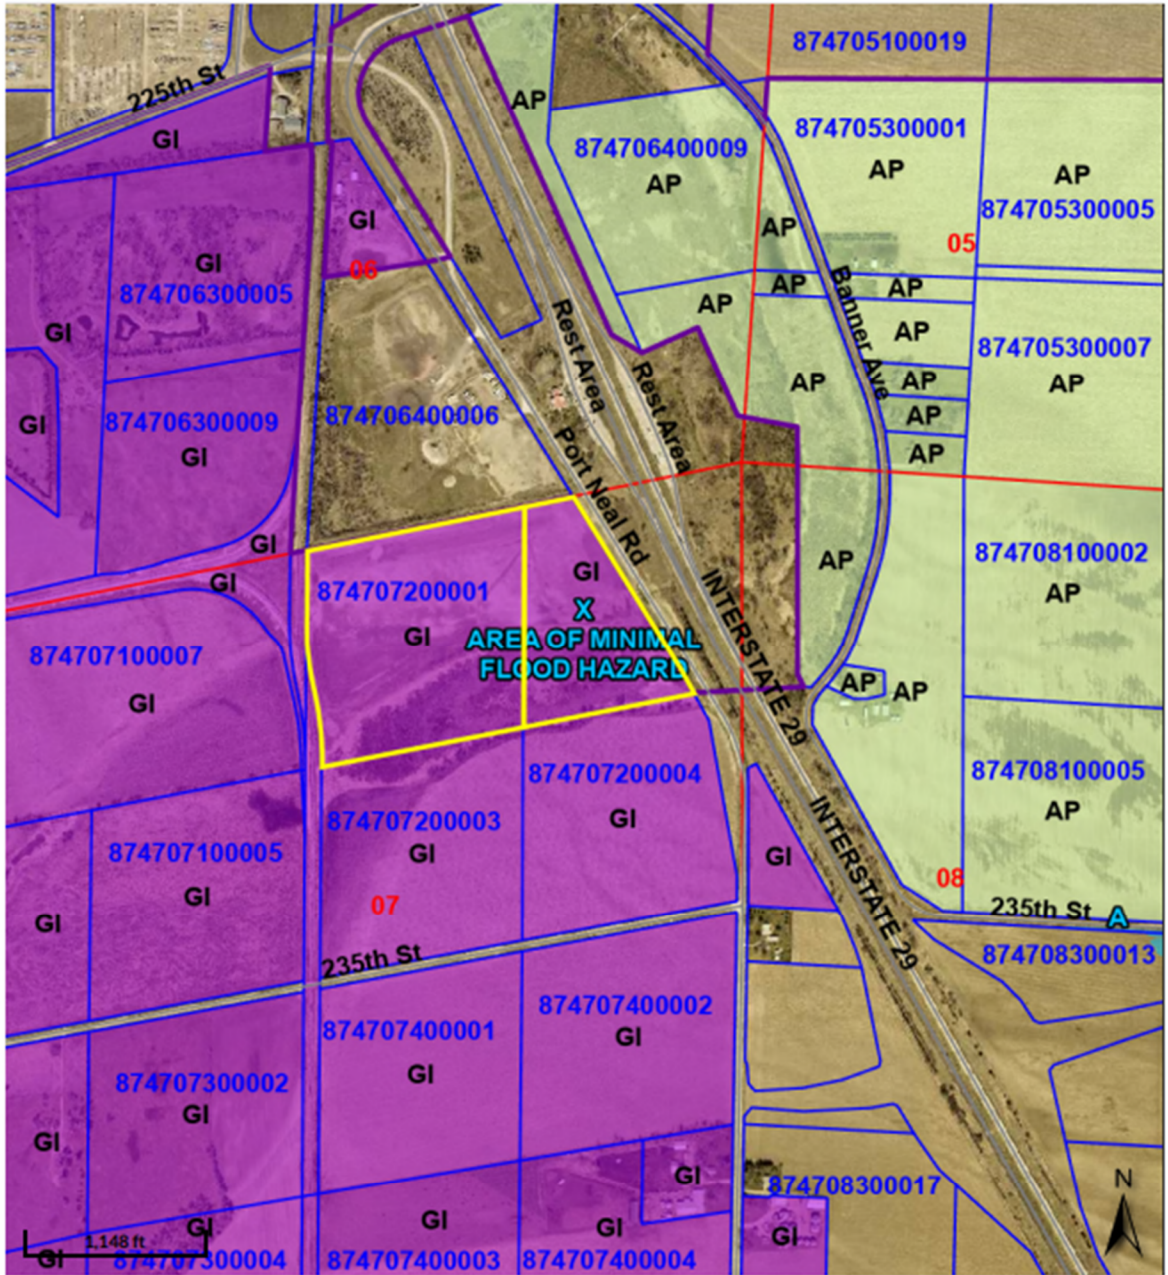 874705100019
225th St
AP
GI
874705300001
874706400009
AP
AP
AP
874705300005
GI
AP
05
GI
06
874706300005
AP
AP
AP
Banner Ave
GI
Rest Area
AP
874705300007
Rest Area
AP
AP
AP
874706400006
AP
GI
874706300009
GI
AP
Port Neal Rd
GI
874708100002
AP
GI
GI
874707200001
AP
X
GI
AREA OF MINIMAL
FLOOD HAZARD
INTERSTATE 29
874707100007
GI
AP
AP
874707200004
874708100005
AP
GI
874707200003
INTERSTATE 29
874707100005
GI
GI
GI
08
07
235th St
A
GI
235th St
874708300013
874707400002
874707400001
GI
GI
874707300002
GI
GI
GI
874708300017
N
GI
GI
GI
GI
1,148 ft
GI
874707300004
874707400003
874707400004